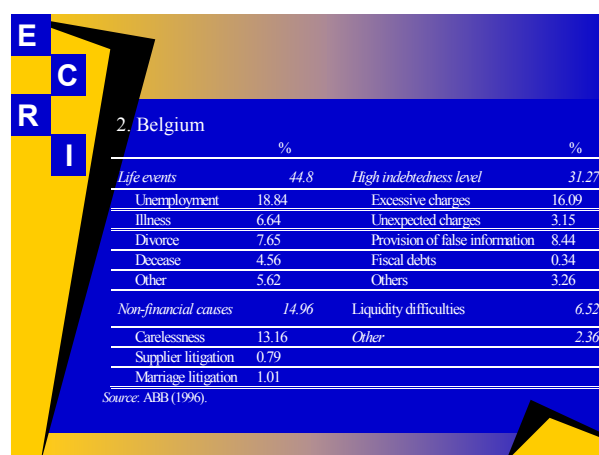 E
C
R
I
2. Belgium
% %
Life events 44.8 High indebtedness level 31.27
Unemployment 18.84 Excessive charges 16.09
Illness 6.64 Unexpected charges 3.15
Divorce 7.65 Provision of false information 8.44
Decease 4.56 Fiscal debts 0.34
Other 5.62 Others 3.26
Non-financial causes 14.96 Liquidity difficulties 6.52
Carelessness 13.16 Other 2.36
Supplier litigation 0.79
Marriage litigation 1.01
Source: ABB (1996).